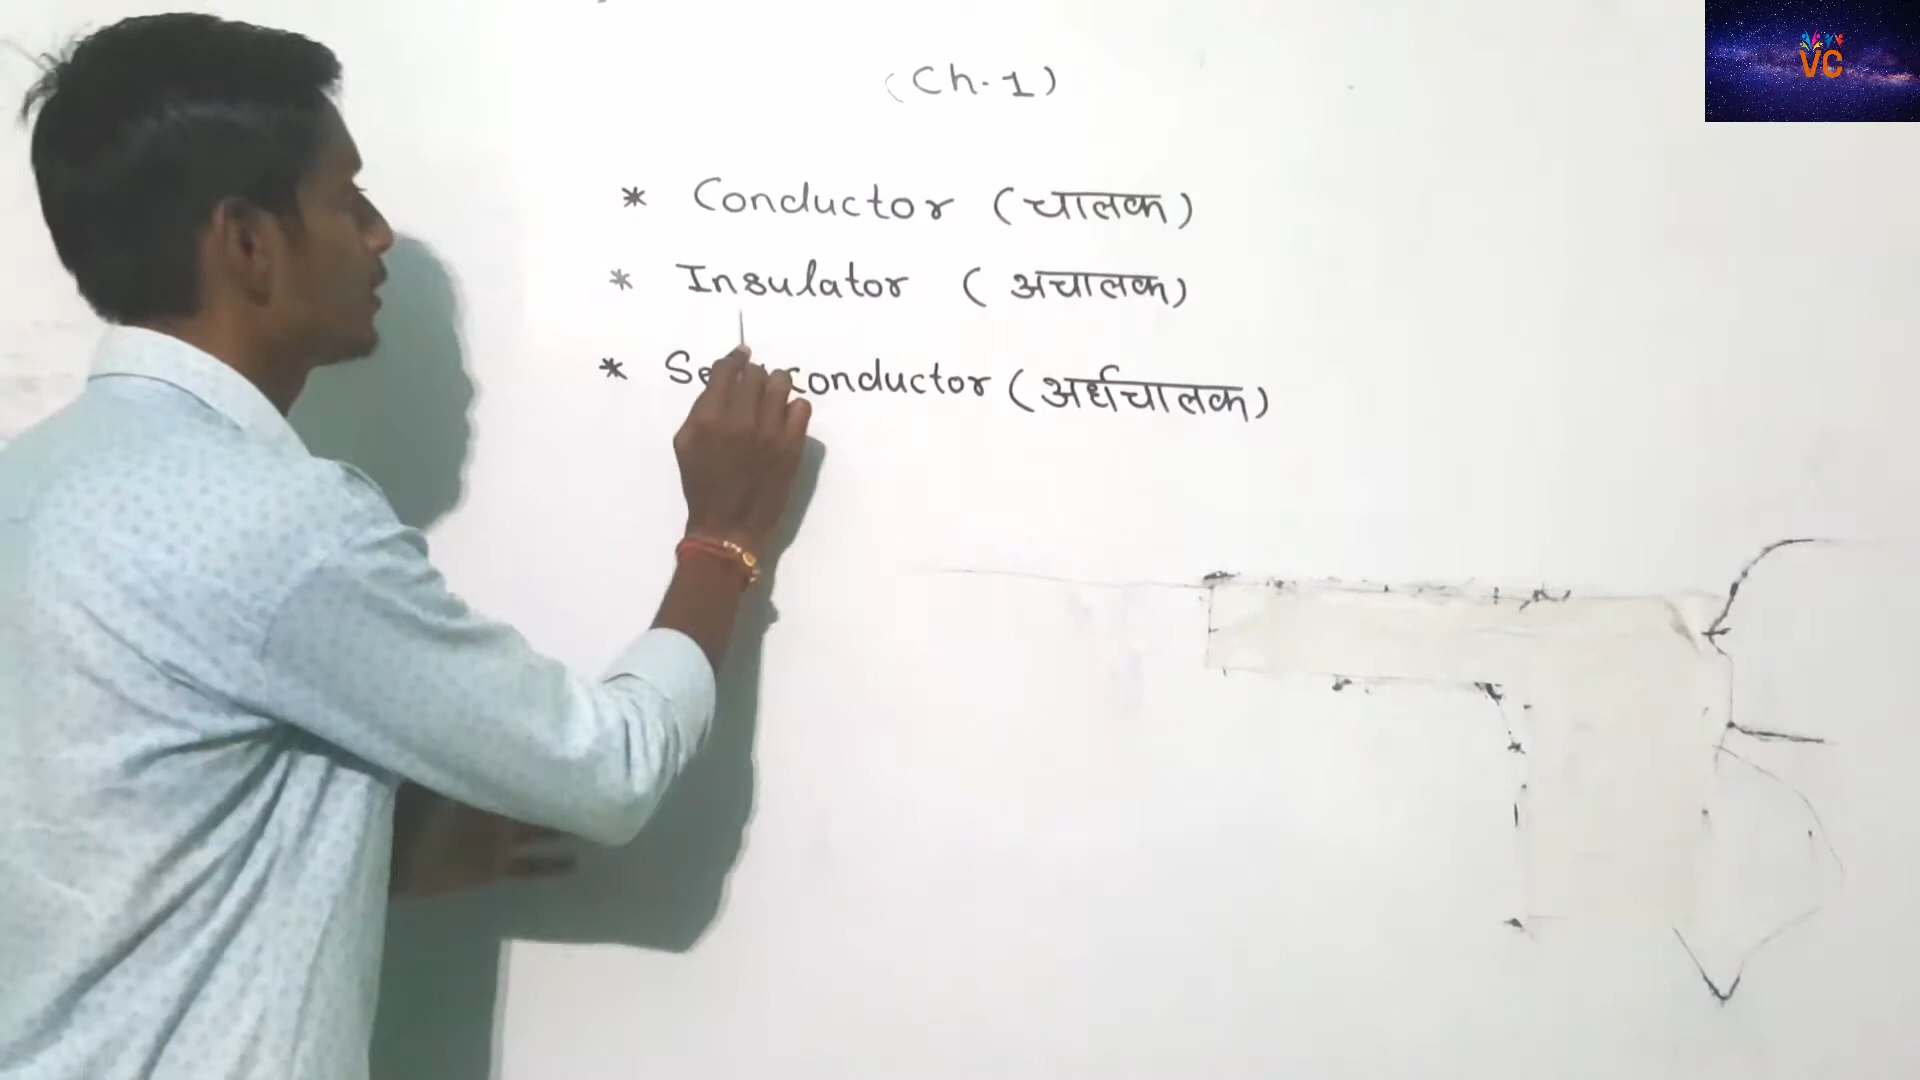 (Ch. 1)
* Conductor (चालक)
* Insulator (अचालक)
* conductor (अर्धचालक)
VC